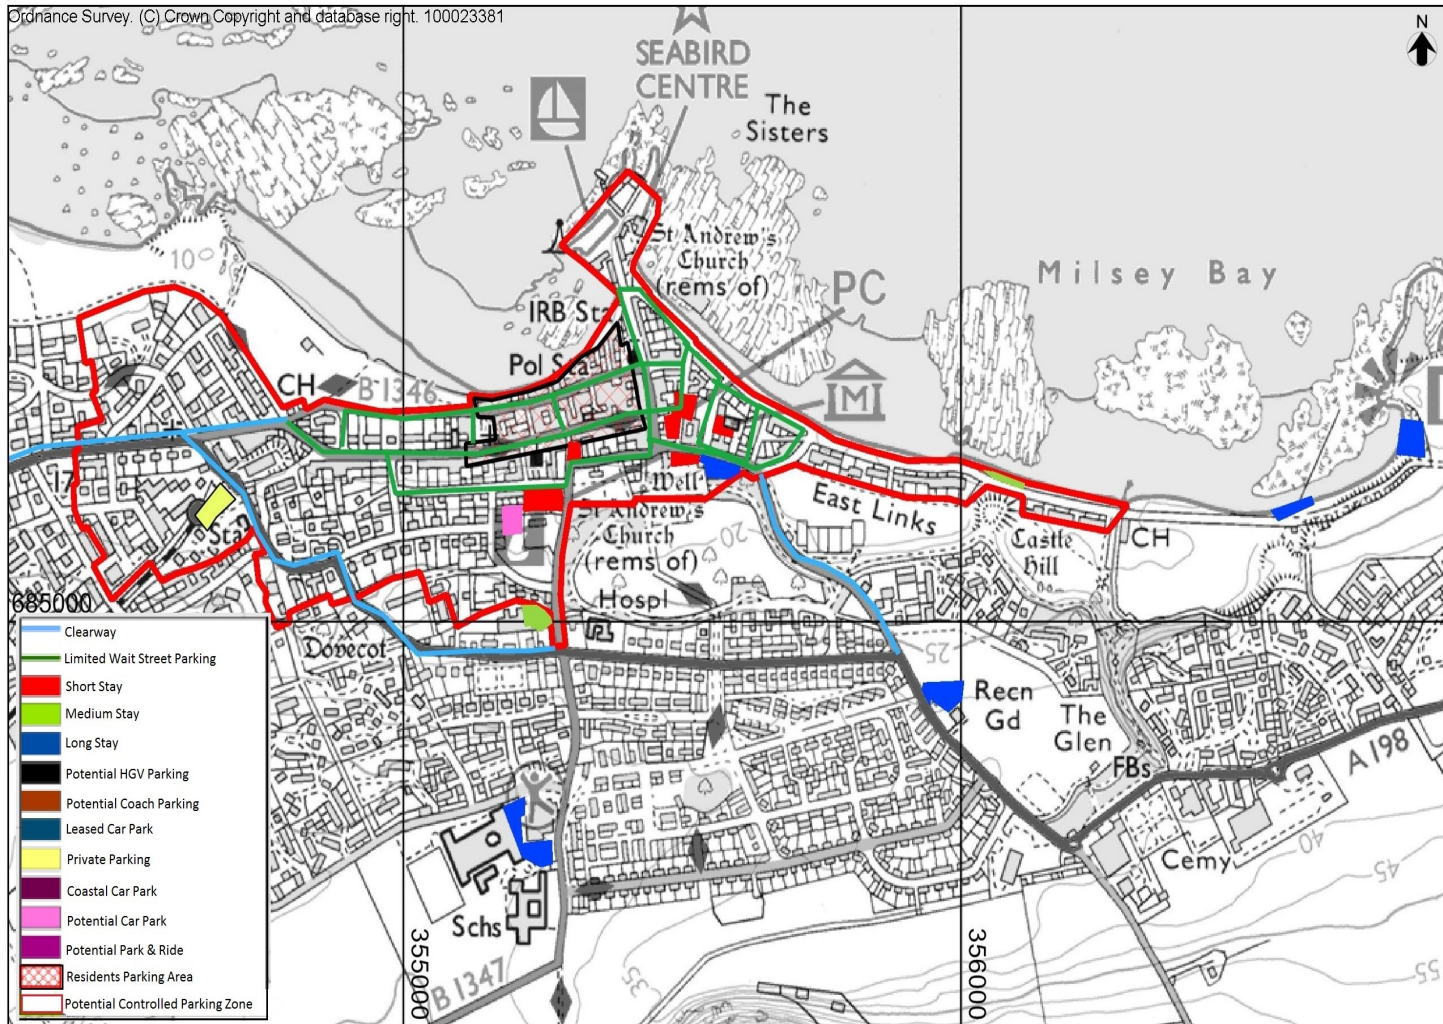 Ordnance Survey. (C) Crown Copyright and database right. 100023381
N
SEABIRD
CENTRE
The
Sisters
10
St Andrew's
Church
(rems of)
Milsey Bay
PC
IRB Sta
Pol Sta
CH
B 1346
M
17
Sta
Well
East Links
St Andrew's
Church
(rems of)
20
Castle
Hill
CH
685000
Hospl
Dovecot
25
Recn
Gd
The
Glen
FBs
A 198
Cemy
40
45
Schs
355000
356000
35
55
B 1347
Clearway
Limited Wait Street Parking
Short Stay
Medium Stay
Long Stay
Potential HGV Parking
Potential Coach Parking
Leased Car Park
Private Parking
Coastal Car Park
Potential Car Park
Potential Park & Ride
Residents Parking Area
Potential Controlled Parking Zone